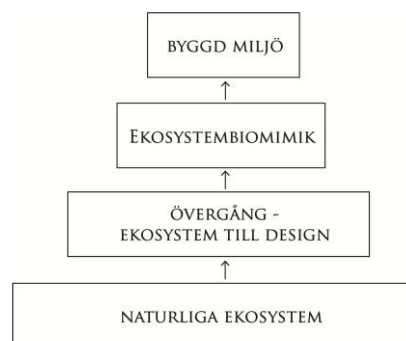 BYGGD MILJÖ
EKOSYSTEMBIOMIMIK
ÖVERGÅNG -
EKOSYSTEM TILL DESIGN
NATURLIGA EKOSYSTEM